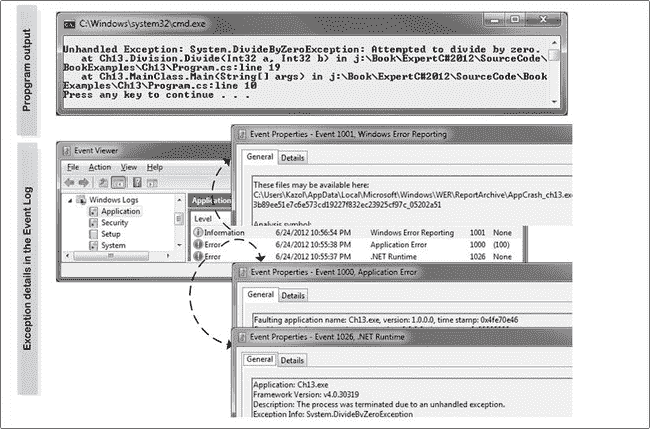 Propgram output
C:\Windows\system32\cmd.exe
Unhandled Exception: System.DivideByZeroException: Attempted to divide by zero.
at Ch13.Division.Divide(Int32 a, Int32 b) in j:\Book\ExpertC#2012\SourceCode\
BookExamples\Ch13\Program.cs:line 19
at Ch13.MainClass.Main(String[] args) in j:\Book\ExpertC#2012\SourceCode\Book
Examples\Ch13\Program.cs:line 10
Press any key to continue . . .
Exception details in the Event Log
Event Viewer
File Action View Help
Windows Logs
Application
Security
Setup
System
Application
Level
Information 6/24/2012 10:56:54 PM Windows Error Reporting 1001 None
Error 6/24/2012 10:55:38 PM Application Error 1000 (100)
Error 6/24/2012 10:55:37 PM .NET Runtime 1026 None
Event Properties - Event 1001, Windows Error Reporting
General Details
These files may be available here:
C:\Users\Kazol\AppData\Local\Microsoft\Windows\WER\ReportArchive\AppCrash_ch13.exe
Analysis symbol:
Event Properties - Event 1000, Application Error
General Details
Faulting application name: Ch13.exe, version: 1.0.0.0, time stamp: 0x4fe70e46
Event Properties - Event 1026, .NET Runtime
General Details
Application: Ch13.exe
Framework Version: v4.0.30319
Description: The process was terminated due to an unhandled exception.
Exception Info: System.DivideByZeroException